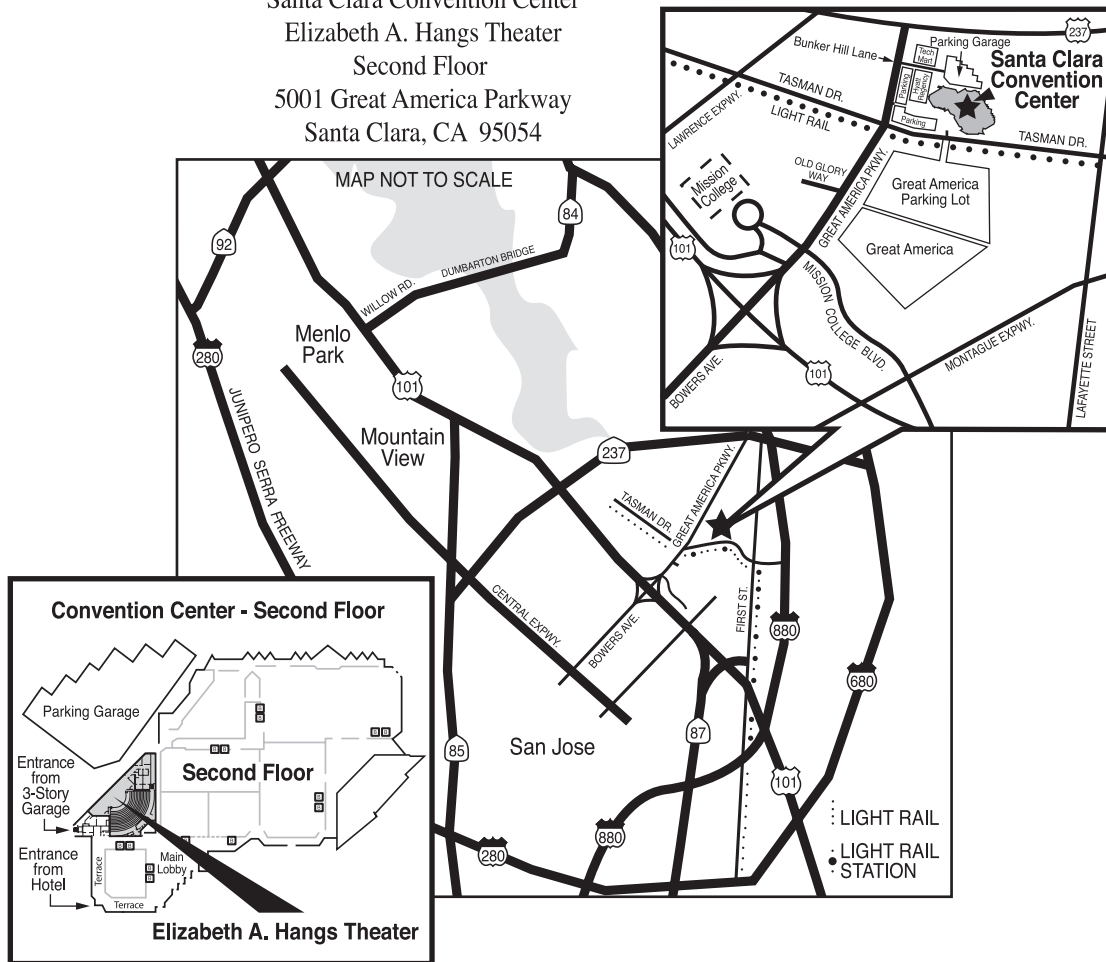 Santa Clara Convention Center
Elizabeth A. Hangs Theater
Second Floor
5001 Great America Parkway
Santa Clara, CA 95054
237
Bunker Hill Lane
Parking Garage
Tech
Mart
Santa Clara
Convention
Center
Parking
Hyatt
Regency
Parking
TASMAN DR.
LIGHT RAIL
TASMAN DR.
LAWRENCE EXPWY.
OLD GLORY
WAY
Mission
College
GREAT AMERICA PKWY.
Great America
Parking Lot
Great America
101
MISSION COLLEGE BLVD.
MONTAGUE EXPWY.
101
BOWERS AVE.
LAFAYETTE STREET
MAP NOT TO SCALE
92
84
DUMBARTON BRIDGE
WILLOW RD.
Menlo
Park
280
101
JUNIPERO SERRA FREEWAY
Mountain
View
237
GREAT AMERICA PKWY.
TASMAN DR.
CENTRAL EXPWY.
BOWERS AVE.
FIRST ST.
880
680
San Jose
85
87
101
880
280
LIGHT RAIL
LIGHT RAIL
STATION
Convention Center - Second Floor
Parking Garage
Entrance
from
3-Story
Garage
Second Floor
Entrance
from
Hotel
Main
Lobby
Terrace
Terrace
Elizabeth A. Hangs Theater